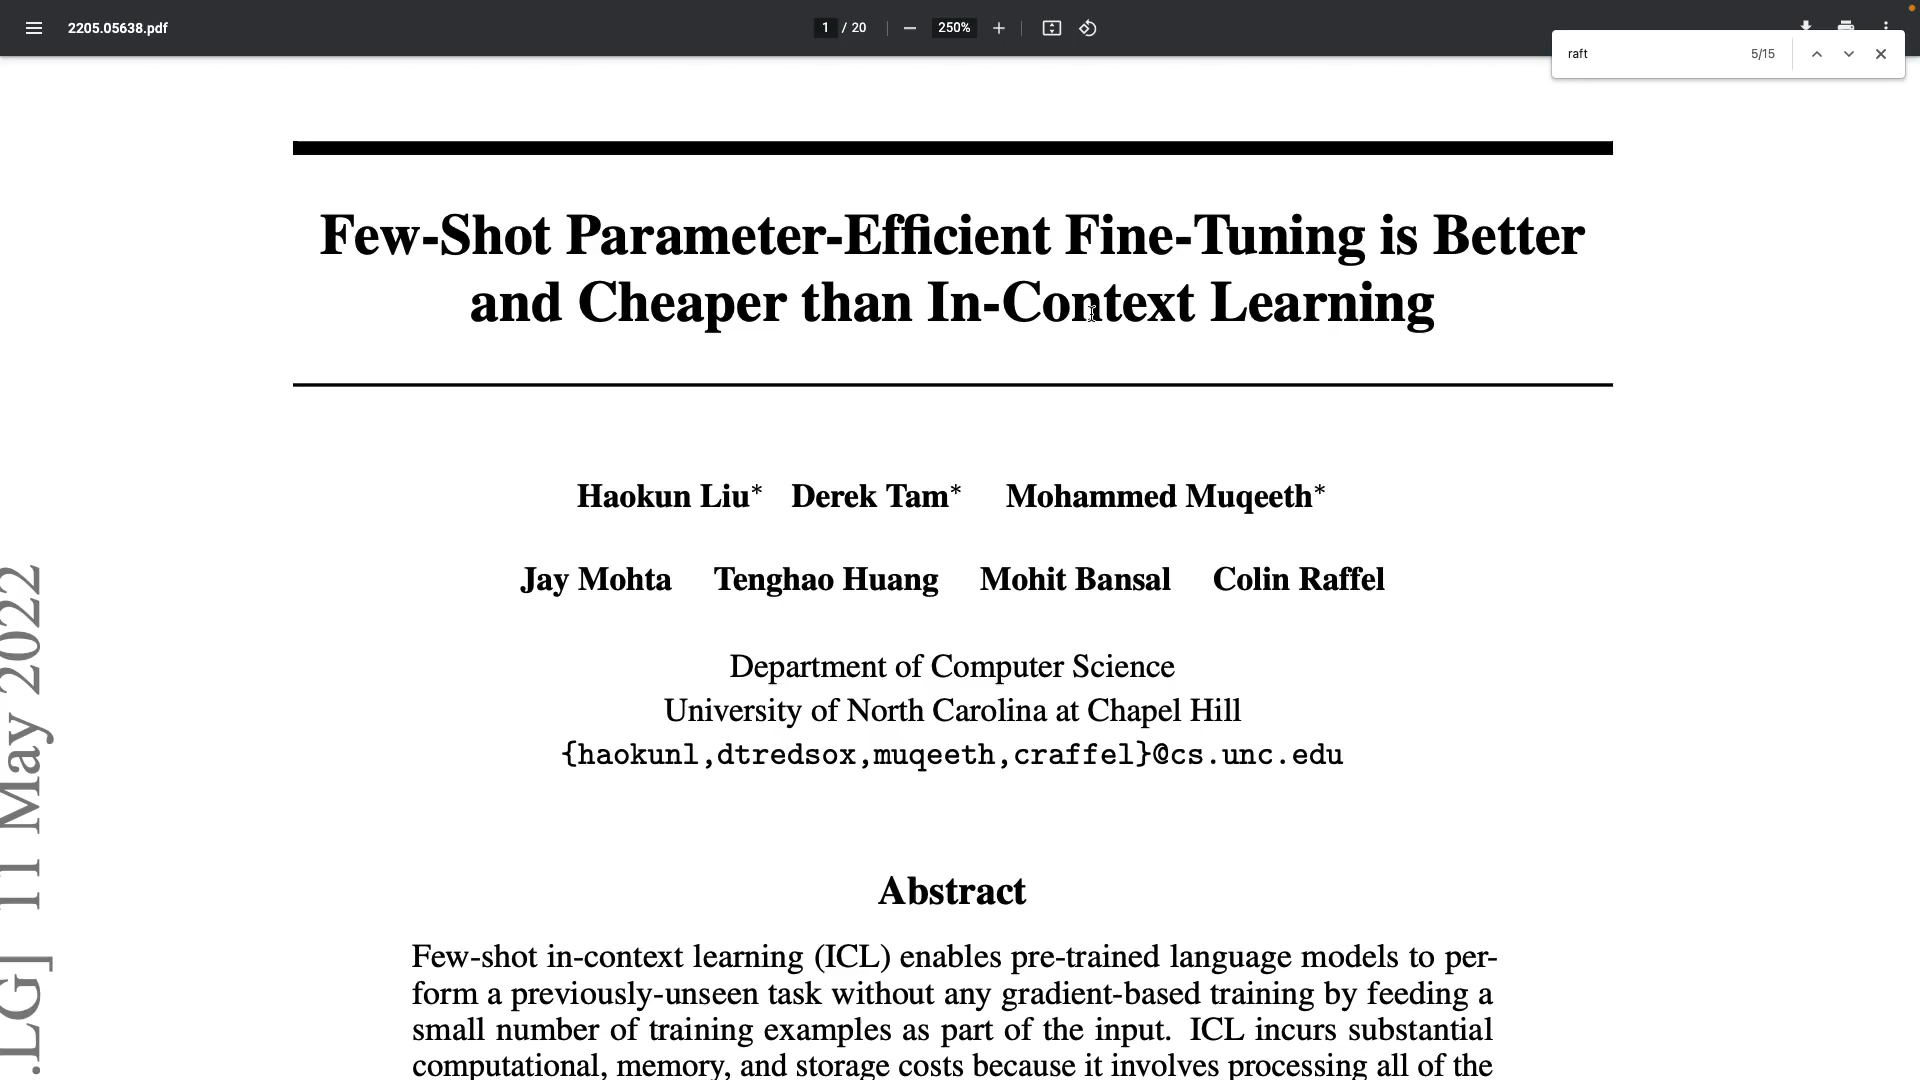 2205.05638.pdf
1 / 20
250%
raft
5/15
Few-Shot Parameter-Efficient Fine-Tuning is Better
and Cheaper than In-Context Learning
Haokun Liu* Derek Tam* Mohammed Muqeeth*
Jay Mohta Tenghao Huang Mohit Bansal Colin Raffel
Department of Computer Science
University of North Carolina at Chapel Hill
{haokunl,dtredsox,muqeeth,craffel}@cs.unc.edu
.LG] 11 May 2022
Abstract
Few-shot in-context learning (ICL) enables pre-trained language models to per-
form a previously-unseen task without any gradient-based training by feeding a
small number of training examples as part of the input. ICL incurs substantial
computational, memory, and storage costs because it involves processing all of the